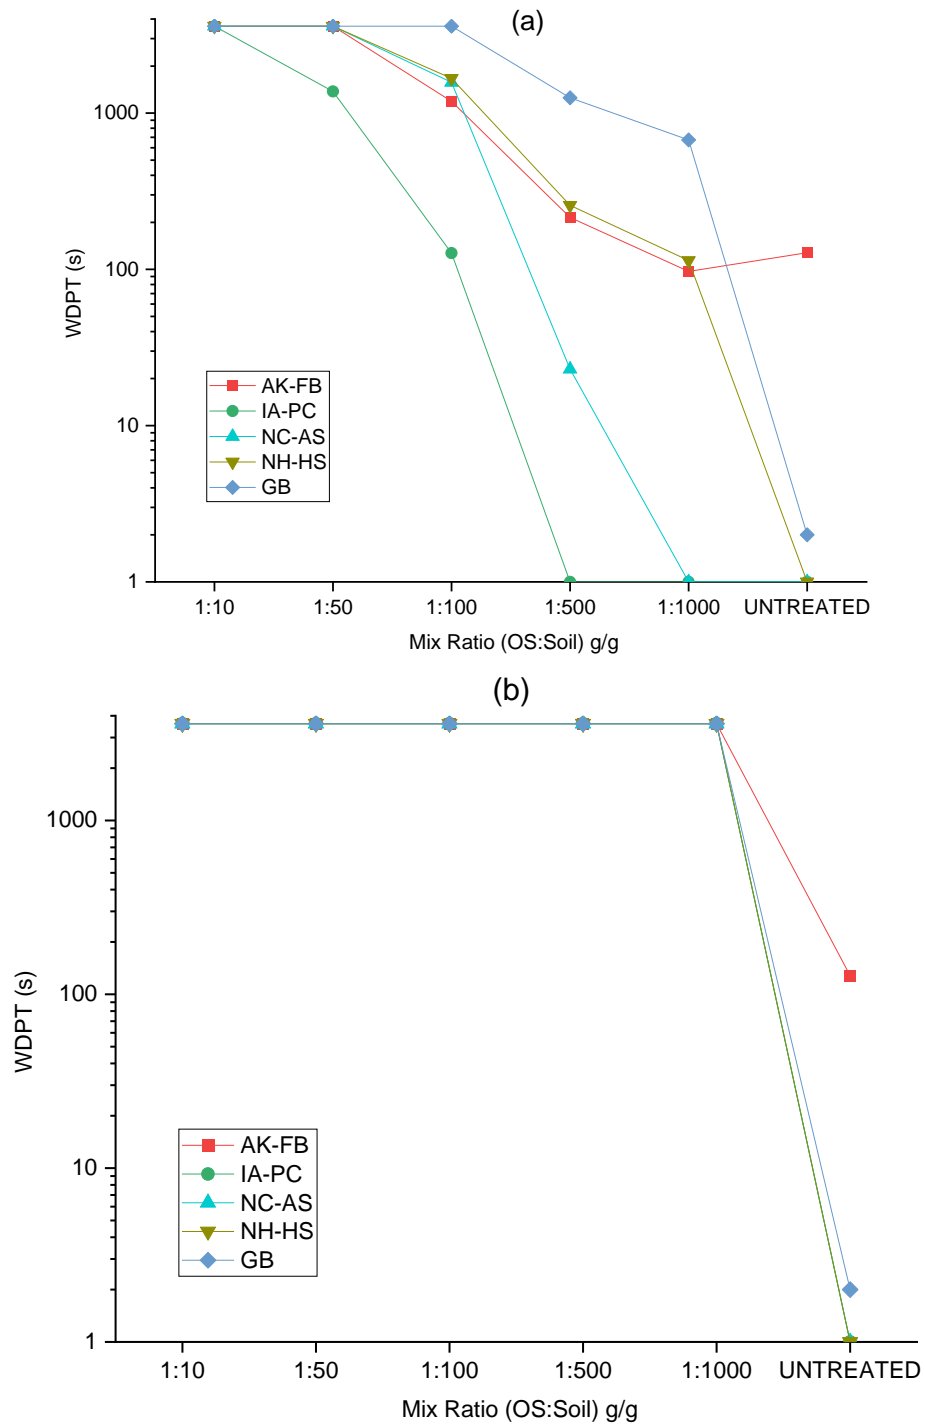 (a)
1000
100
10
1
WDPT (s)
AK-FB
IA-PC
NC-AS
NH-HS
GB
1:10 1:50 1:100 1:500 1:1000 UNTREATED
Mix Ratio (OS:Soil) g/g
(b)
1000
100
10
1
WDPT (s)
AK-FB
IA-PC
NC-AS
NH-HS
GB
1:10 1:50 1:100 1:500 1:1000 UNTREATED
Mix Ratio (OS:Soil) g/g